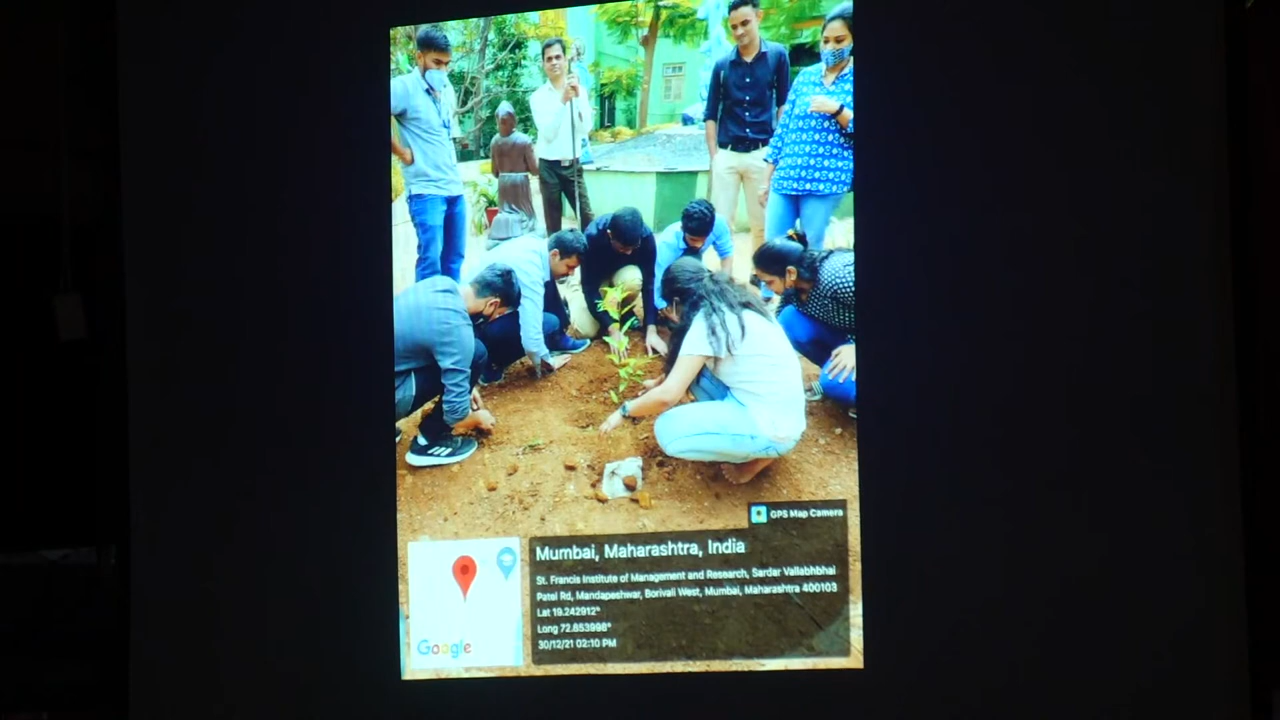 GPS Map Camera
Mumbai, Maharashtra, India
St. Francis Institute of Management and Research, Sardar Vallabhbhai
Patel Rd, Mandapeshwar, Borivali West, Mumbai, Maharashtra 400103
Lat 19.242912°
Long 72.853998°
30/12/21 02:10 PM
Google